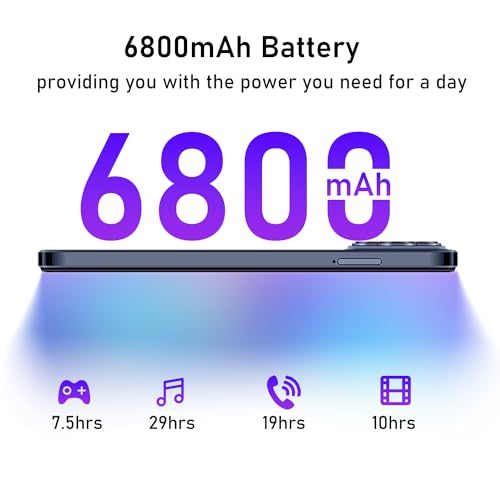 6800mAh Battery
providing you with the power you need for a day
6800
mAh
7.5hrs
29hrs
19hrs
10hrs